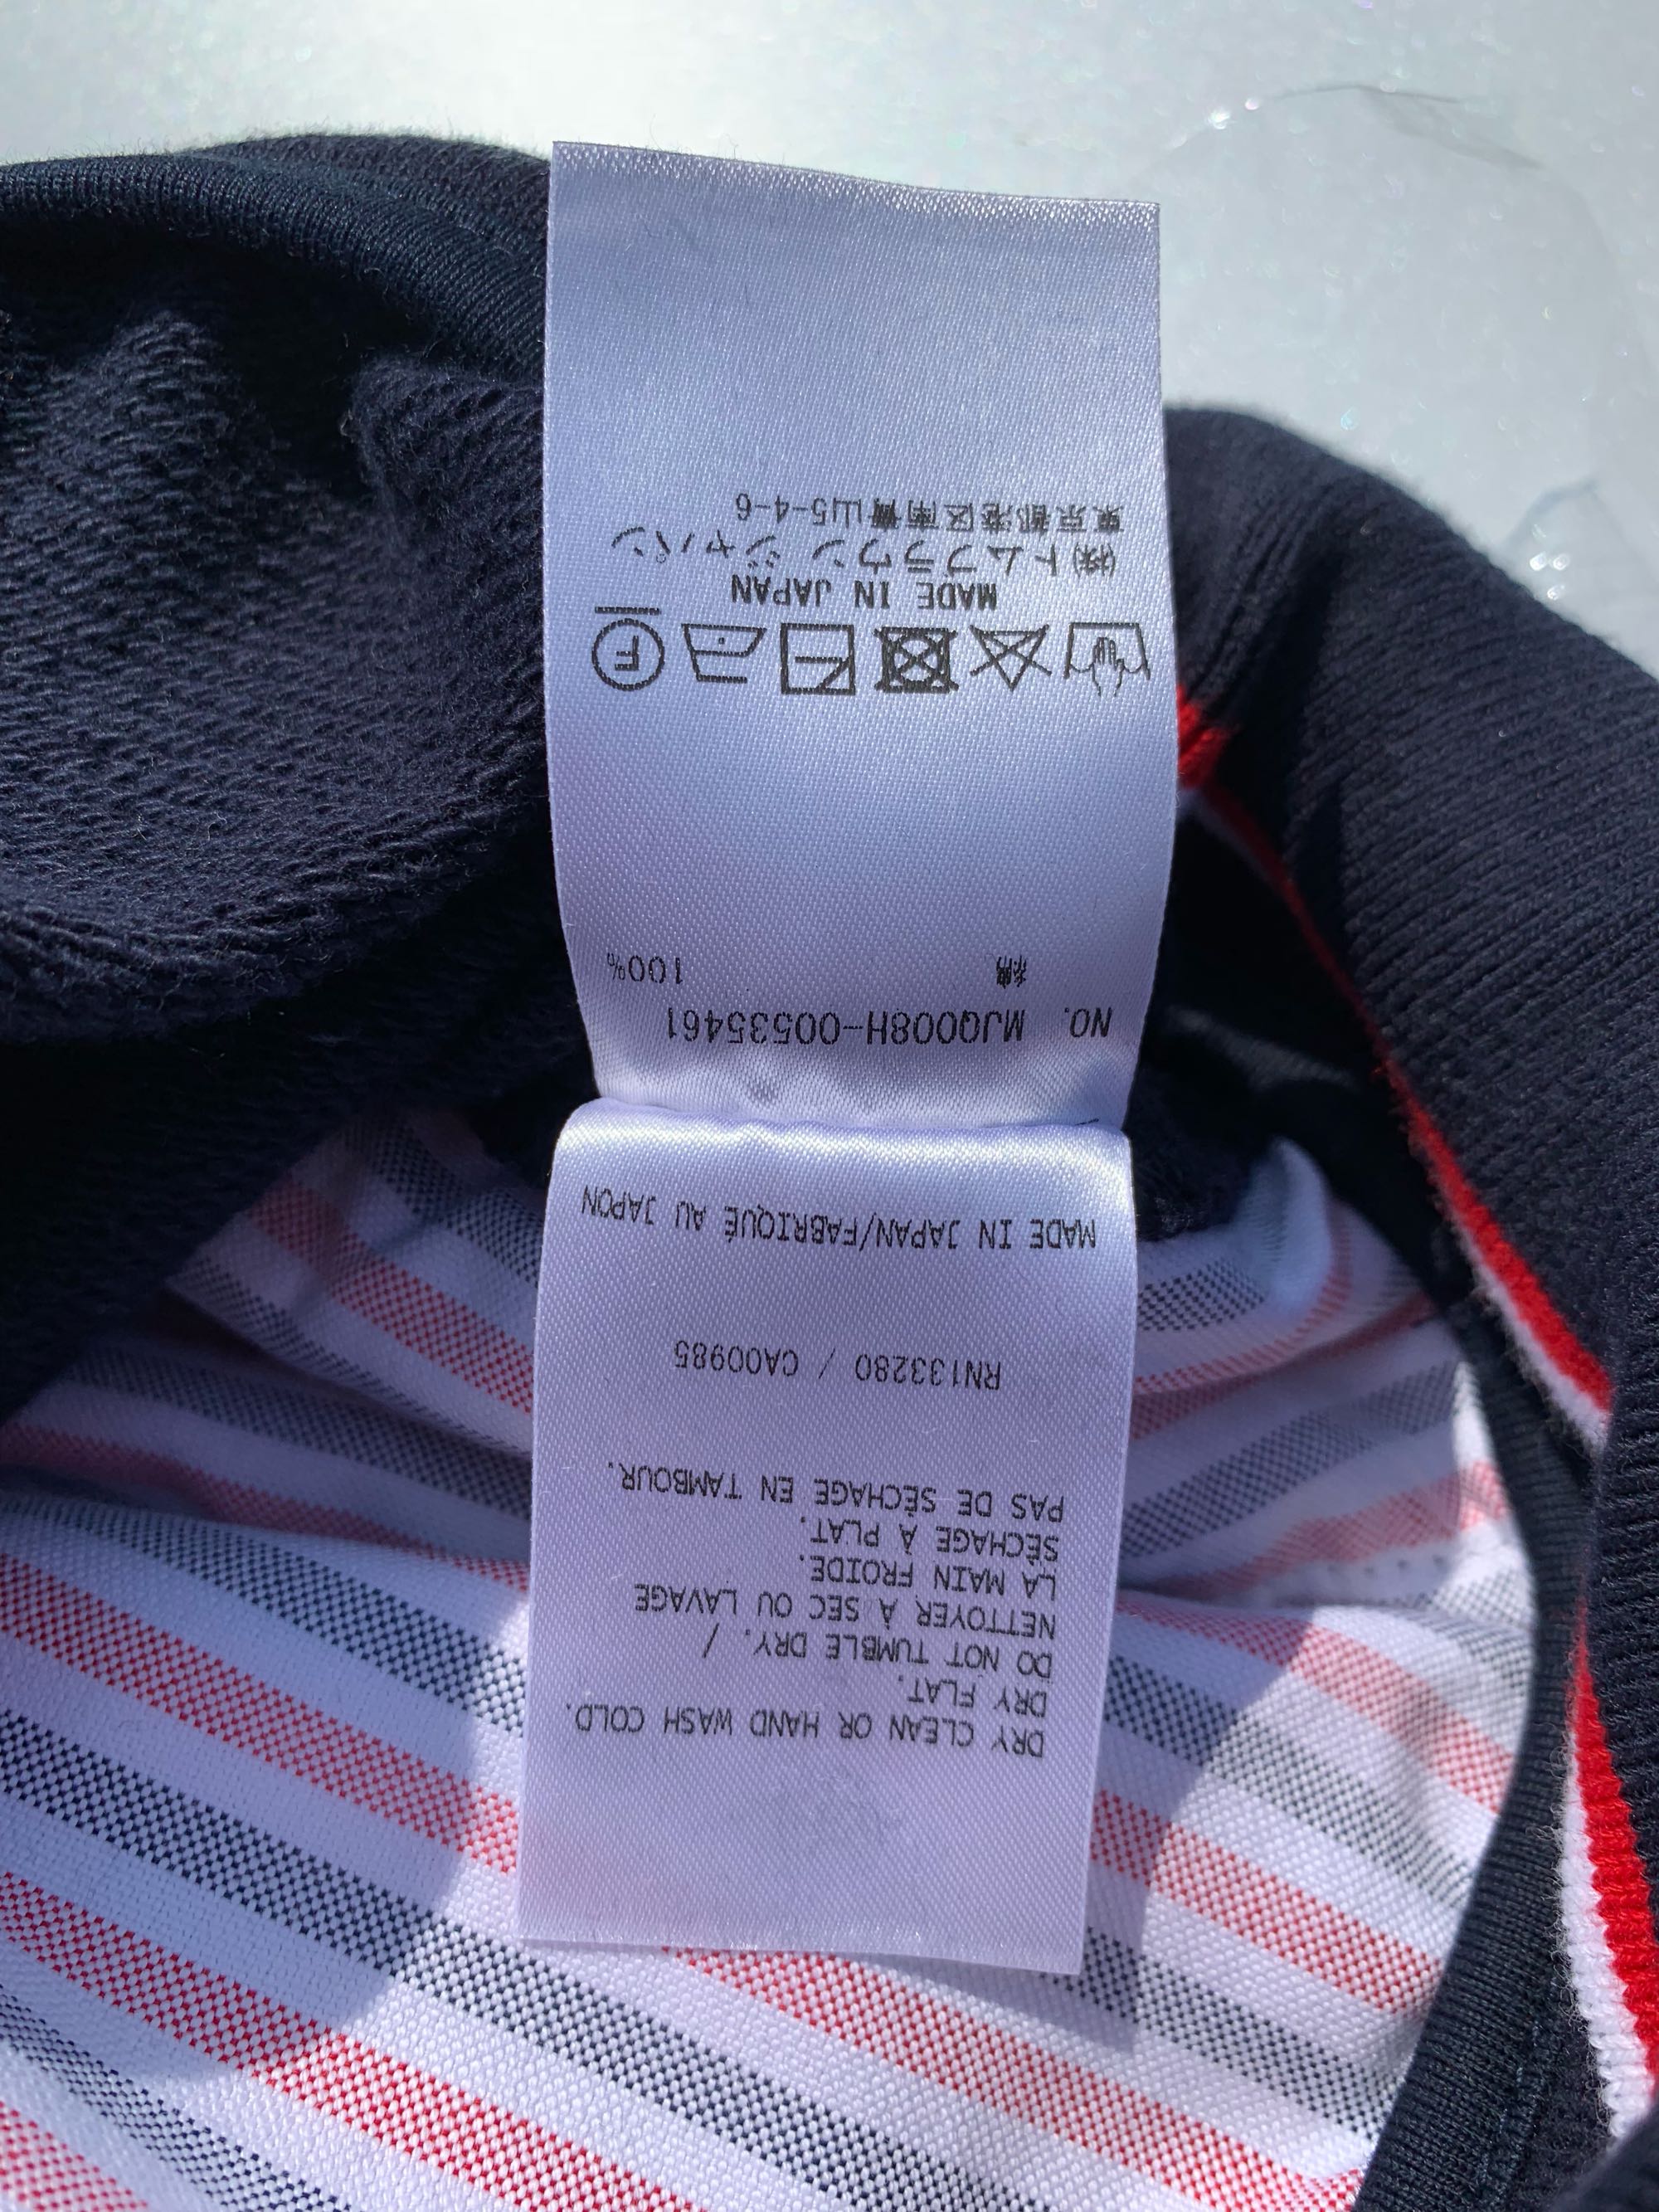 DRY CLEAN OR HAND WASH COLD.
DRY FLAT.
DO NOT TUMBLE DRY. /
NETTOYER À SEC OU LAVAGE
LA MAIN FROIDE.
SÉCHAGE À PLAT.
PAS DE SÉCHAGE EN TAMBOUR.
RN133280 / CA00985
MADE IN JAPAN/FABRIQUÉ AU JAPON
NO. MJQ008H-00535461
綿 100%
F
MADE IN JAPAN
(株)トムブラウン ジャパン
東京都港区南青山5-4-6